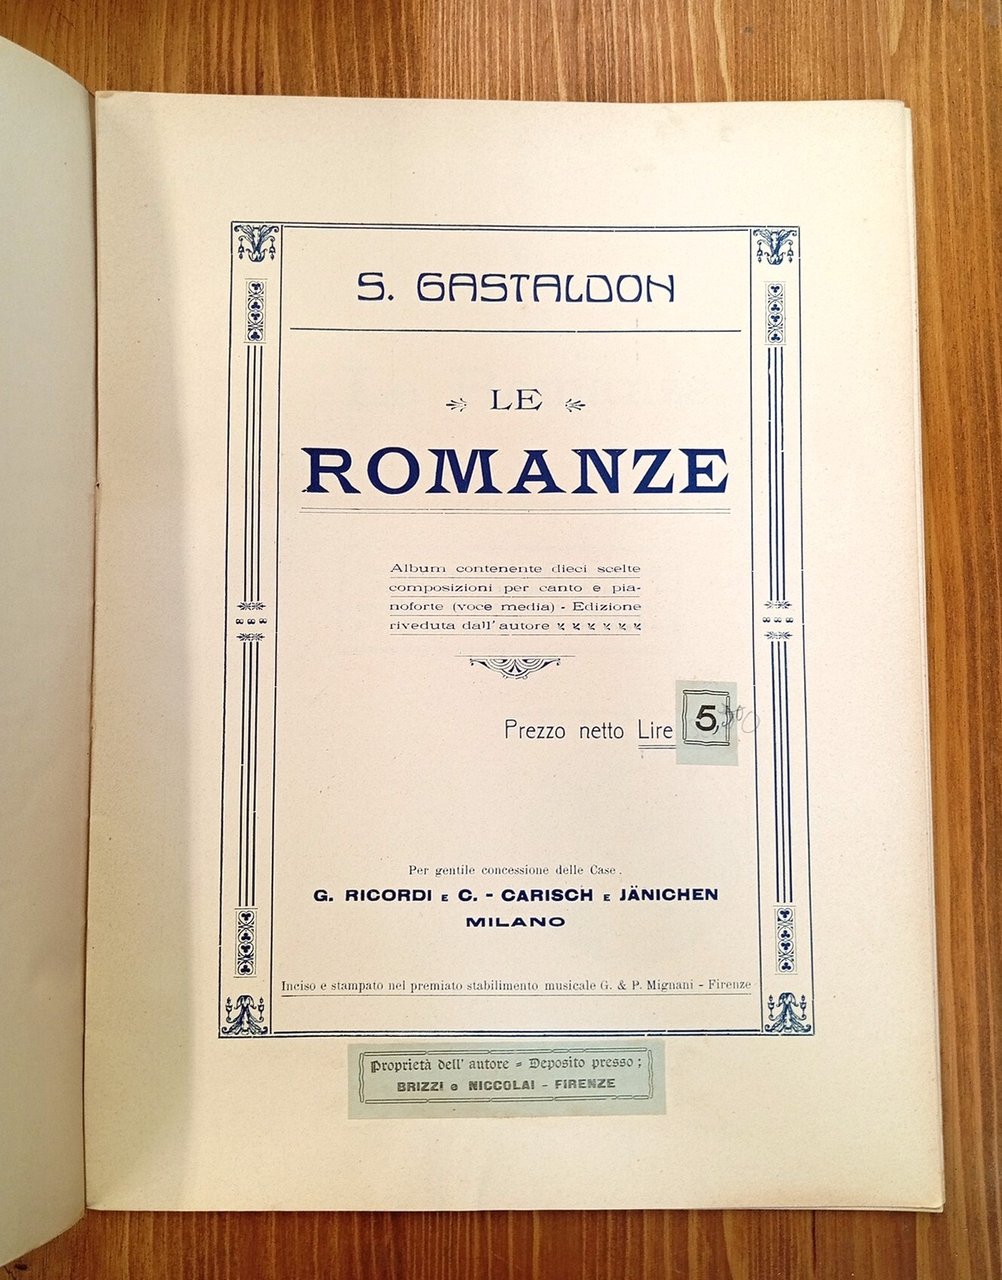 S. GASTALDON
LE
ROMANZE
Album contenente dieci scelte
composizioni per canto e pia-
noforte (voce media) - Edizione
riveduta dall' autore
Prezzo netto Lire 5,
Per gentile concessione delle Case.
G. RICORDI E C. - CARISCH E JÄNICHEN
MILANO
Inciso e stampato nel premiato stabilimento musicale G. & P. Mignani - Firenze
Proprietà dell' autore = Deposito presso;
BRIZZI e NICCOLAI - FIRENZE